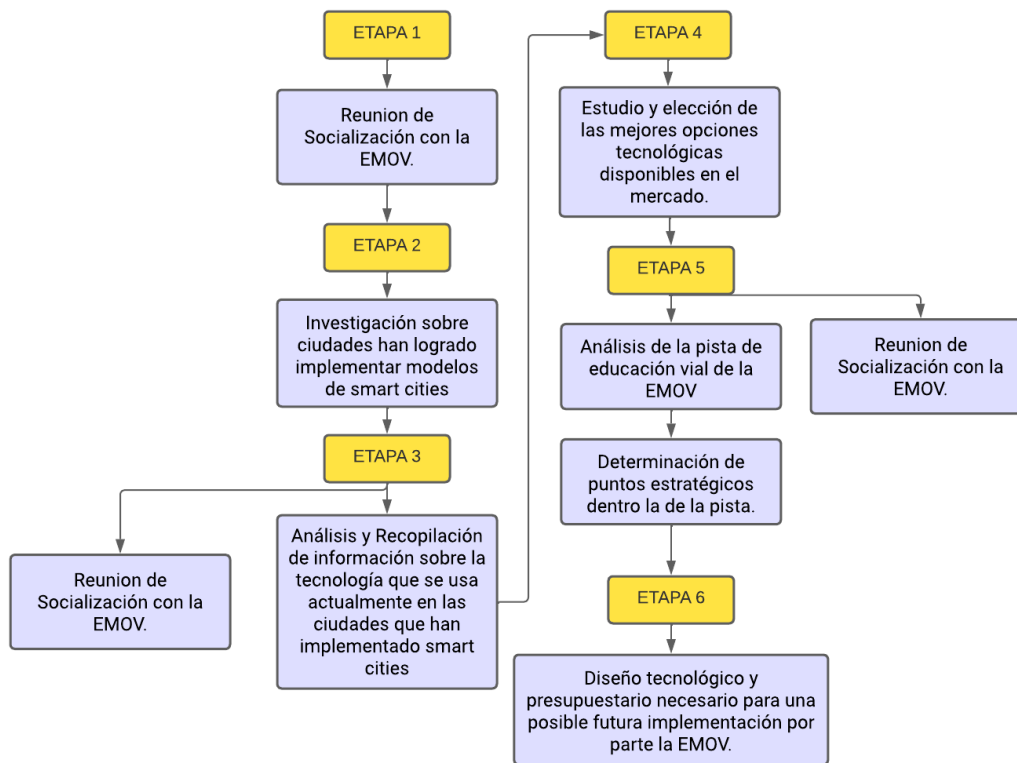 ETAPA 1
Reunion de
Socialización con la
EMOV.
ETAPA 2
Investigación sobre
ciudades han logrado
implementar modelos
de smart cities
ETAPA 3
Reunion de
Socialización con la
EMOV.
Análisis y Recopilación
de información sobre la
tecnología que se usa
actualmente en las
ciudades que han
implementado smart
cities
ETAPA 4
Estudio y elección de
las mejores opciones
tecnológicas
disponibles en el
mercado.
ETAPA 5
Análisis de la pista de
educación vial de la
EMOV
Reunion de
Socialización con la
EMOV.
Determinación de
puntos estratégicos
dentro la de la pista.
ETAPA 6
Diseño tecnológico y
presupuestario necesario para una
posible futura implementación por
parte la EMOV.